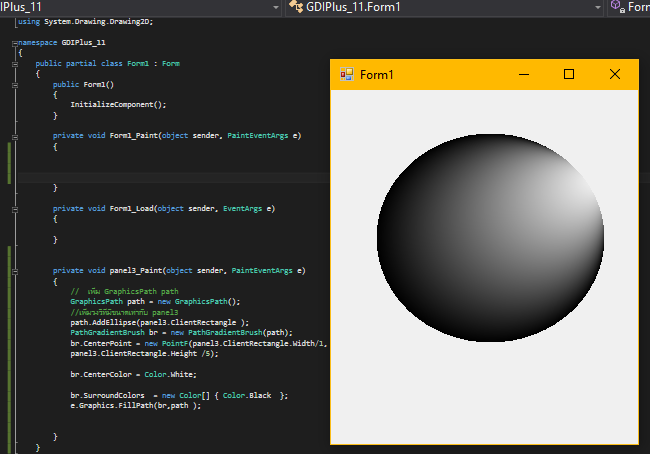 IPlus_11
GDIPlus_11.Form1
Form
using System.Drawing.Drawing2D;
namespace GDIPlus_11
{
public partial class Form1 : Form
{
public Form1()
{
InitializeComponent();
}
private void Form1_Paint(object sender, PaintEventArgs e)
{
}
private void Form1_Load(object sender, EventArgs e)
{
}
private void panel3_Paint(object sender, PaintEventArgs e)
{
// เพิ่ม GraphicsPath path
GraphicsPath path = new GraphicsPath();
//เพิ่มวงรีที่มีขนาดเท่ากับ panel3
path.AddEllipse(panel3.ClientRectangle );
PathGradientBrush br = new PathGradientBrush(path);
br.CenterPoint = new PointF(panel3.ClientRectangle.Width/1,
panel3.ClientRectangle.Height /5);
br.CenterColor = Color.White;
br.SurroundColors = new Color[] { Color.Black };
e.Graphics.FillPath(br,path );
}
}
Form1